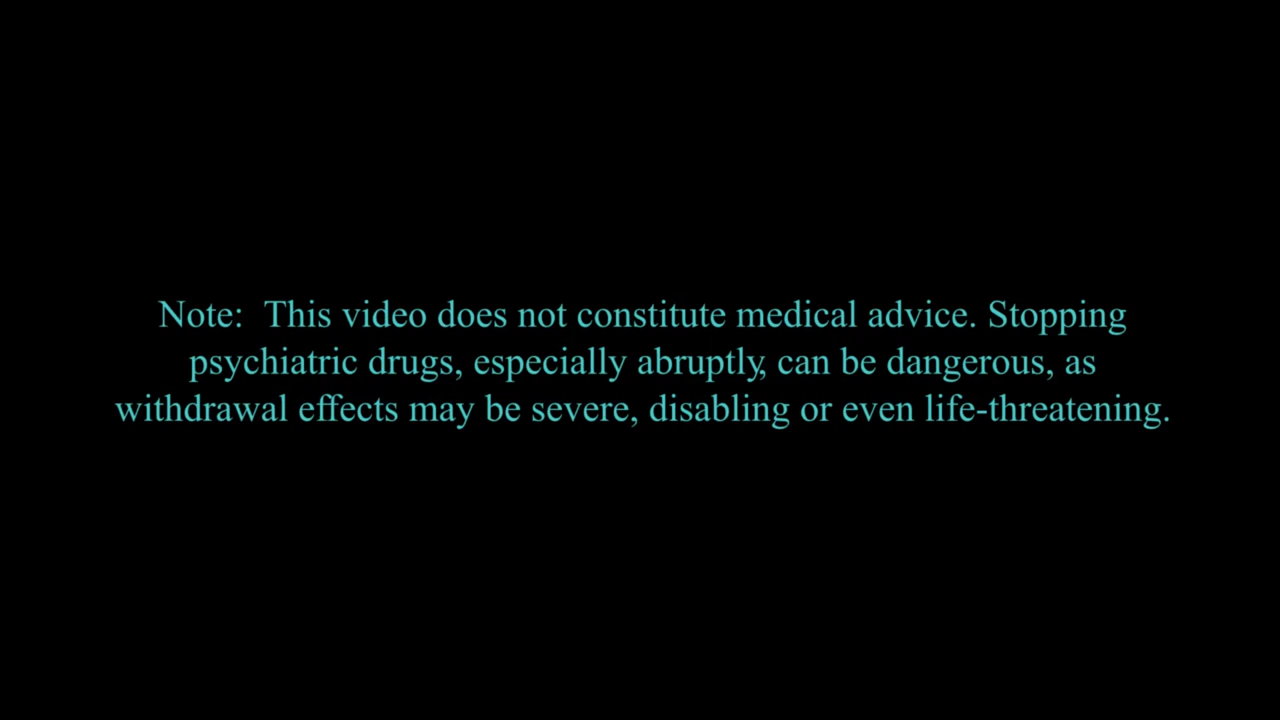 Note:  This video does not constitute medical advice. Stopping
psychiatric drugs, especially abruptly, can be dangerous, as
withdrawal effects may be severe, disabling or even life-threatening.